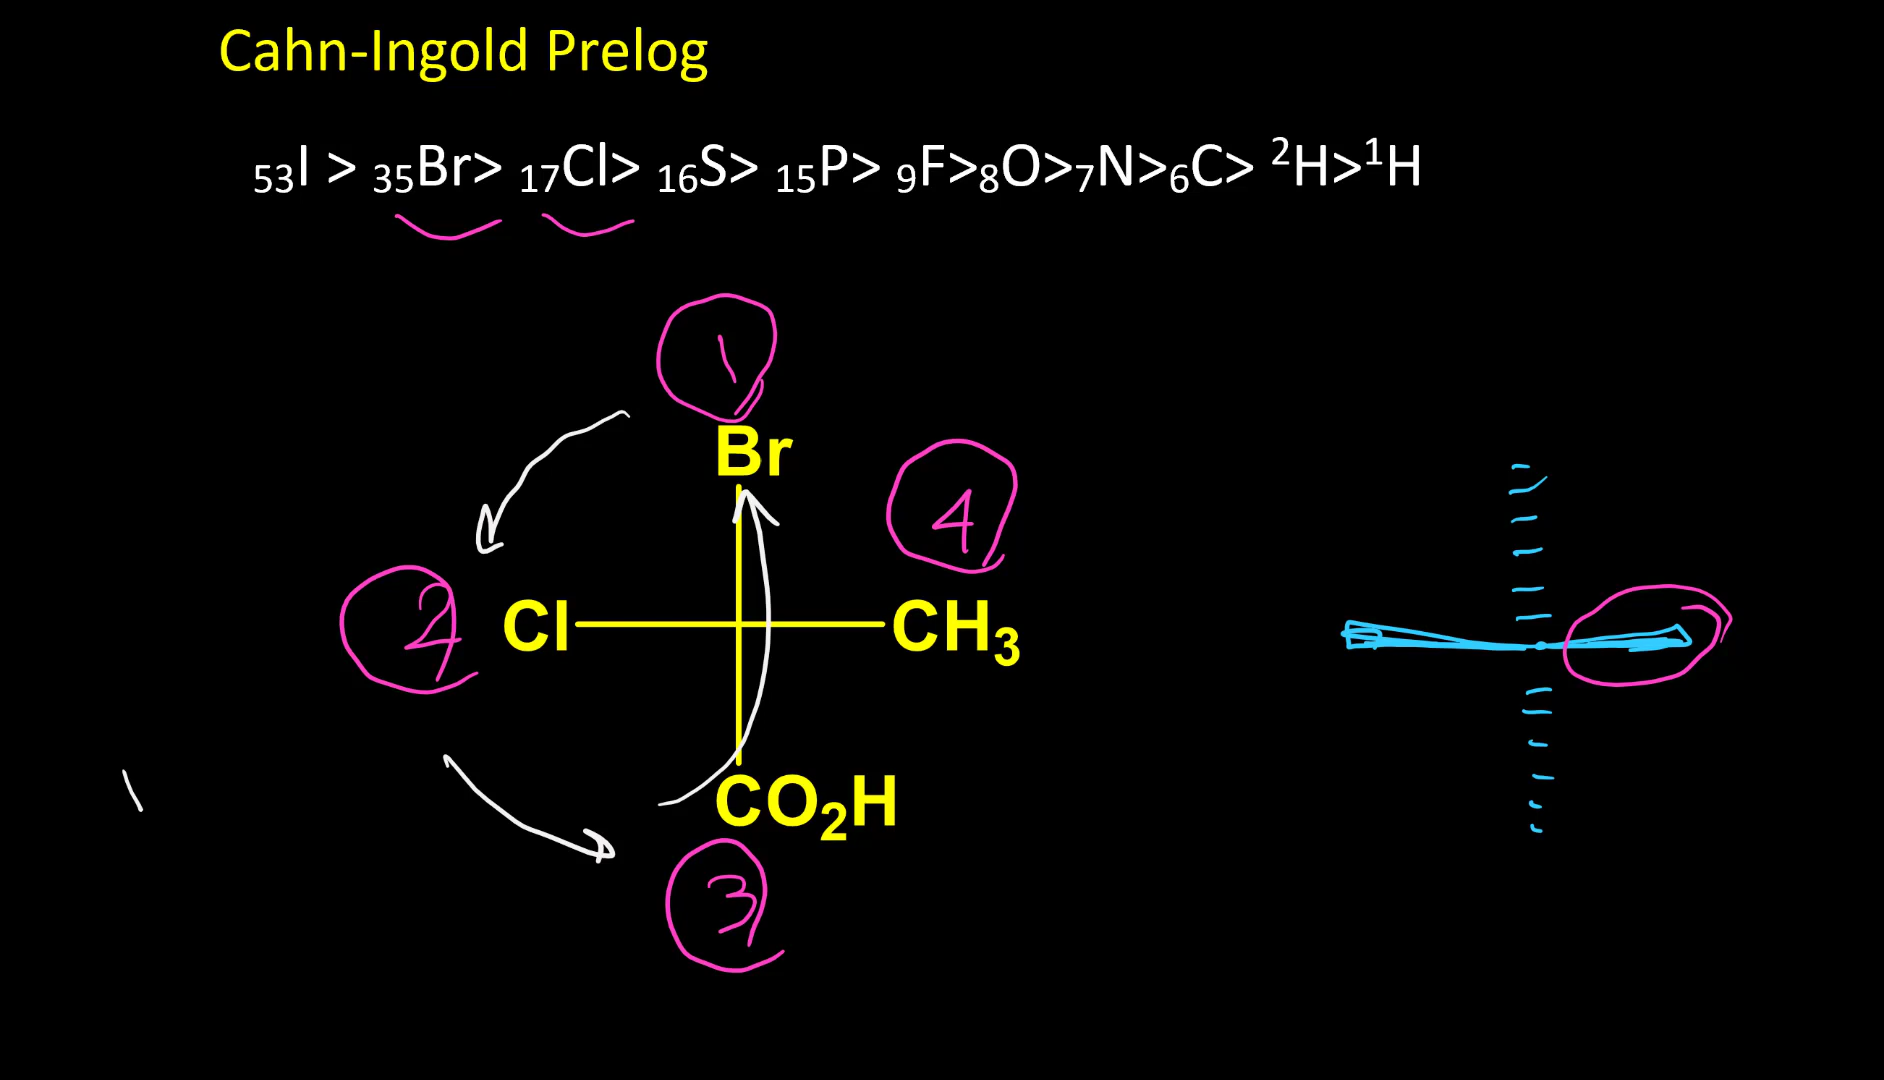 Cahn-Ingold Prelog
₅₃I > ₃₅Br> ₁₇Cl> ₁₆S> ₁₅P> ₉F>₈O>₇N>₆C> ²H>¹H
1
Br
4
2 Cl CH₃
CO₂H
3